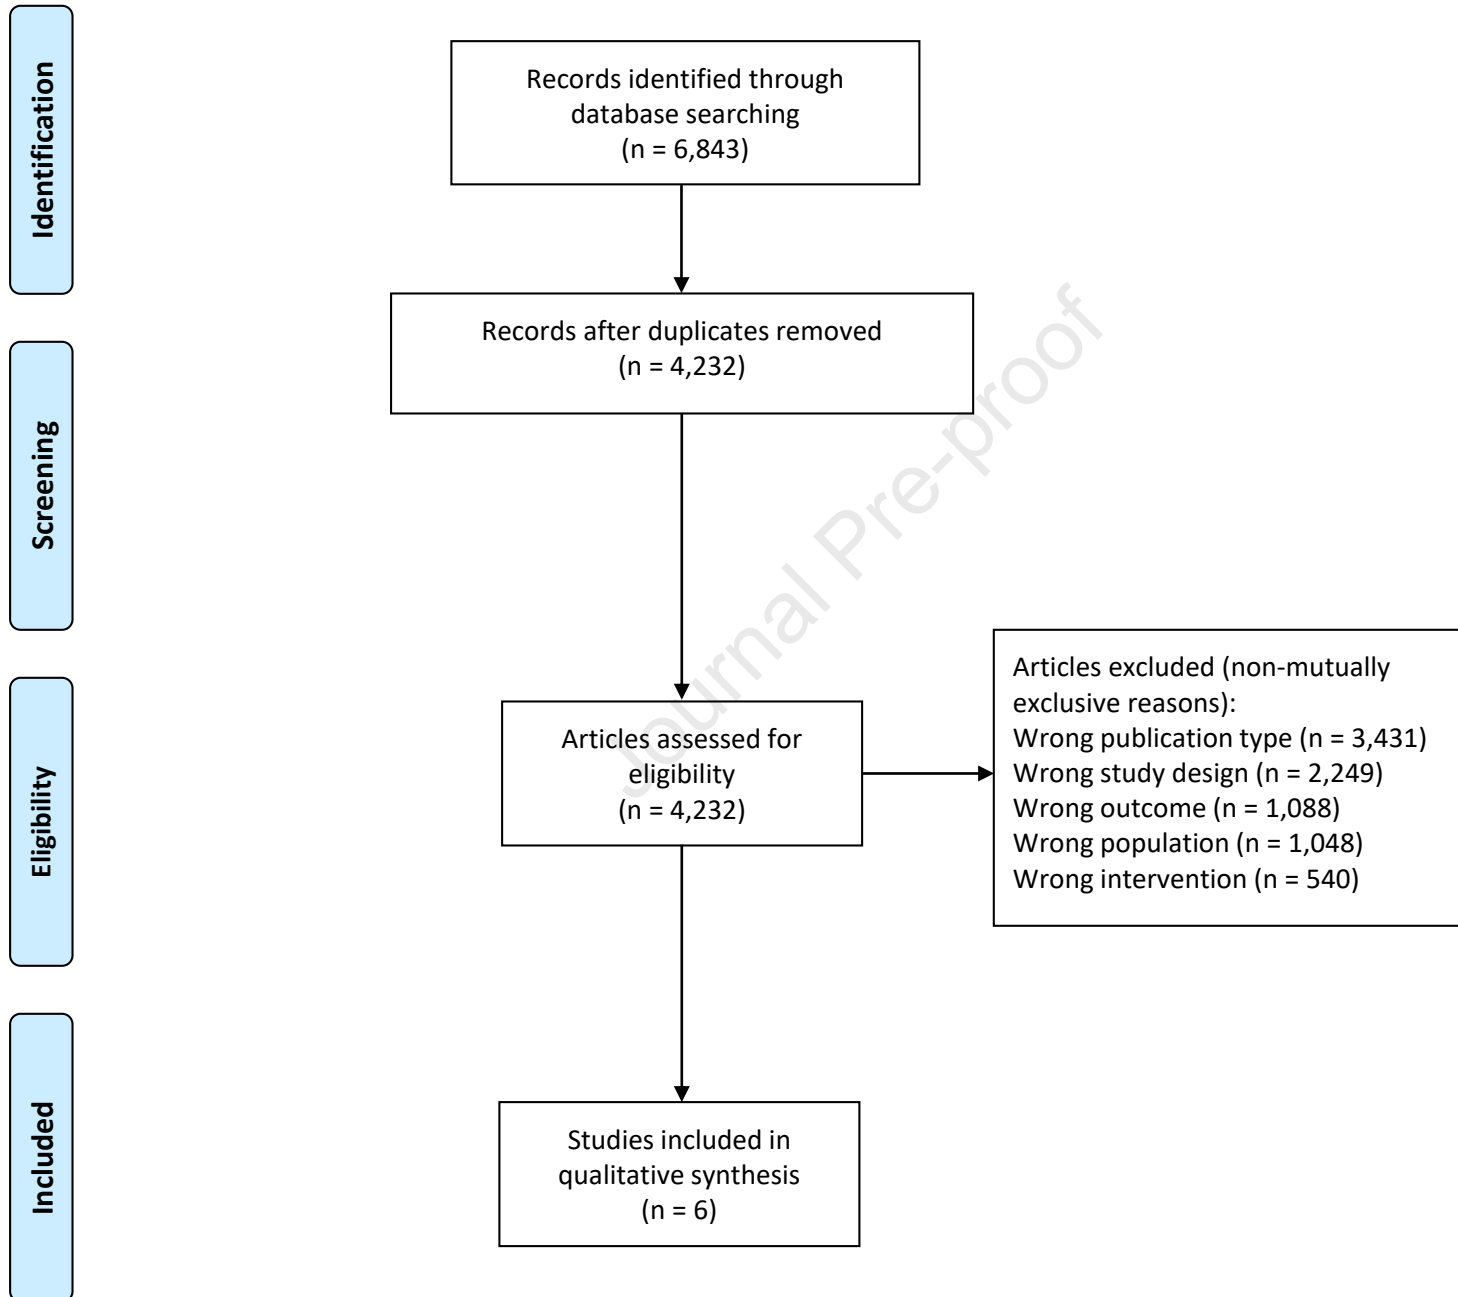 Identification
Records identified through
database searching
(n = 6,843)
Records after duplicates removed
(n = 4,232)
Screening
Journal Pre-proof
Eligibility
Articles assessed for
eligibility
(n = 4,232)
Articles excluded (non-mutually
exclusive reasons):
Wrong publication type (n = 3,431)
Wrong study design (n = 2,249)
Wrong outcome (n = 1,088)
Wrong population (n = 1,048)
Wrong intervention (n = 540)
Included
Studies included in
qualitative synthesis
(n = 6)